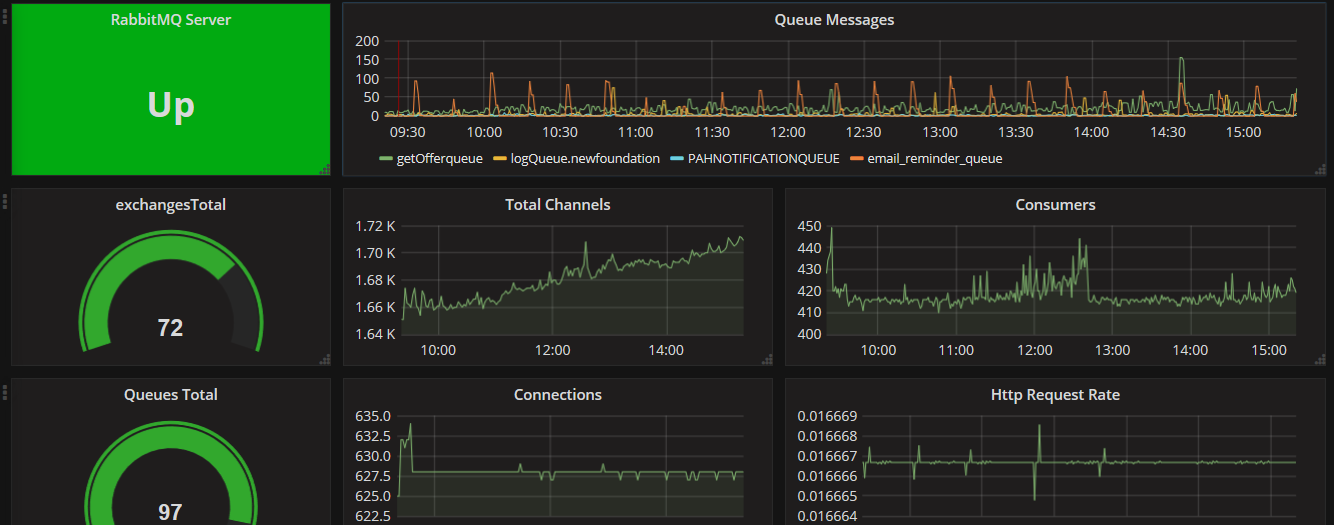 RabbitMQ Server
Up
Queue Messages
200
150
100
50
0
09:30 10:00 10:30 11:00 11:30 12:00 12:30 13:00 13:30 14:00 14:30 15:00
getOfferqueue logQueue.newfoundation PAHNOTIFICATIONQUEUE email_reminder_queue
exchangesTotal
72
Total Channels
1.72 K
1.70 K
1.68 K
1.66 K
1.64 K
10:00 12:00 14:00
Consumers
450
440
430
420
410
400
10:00 11:00 12:00 13:00 14:00 15:00
Queues Total
97
Connections
635.0
632.5
630.0
627.5
625.0
622.5
Http Request Rate
0.016669
0.016668
0.016667
0.016666
0.016665
0.016664